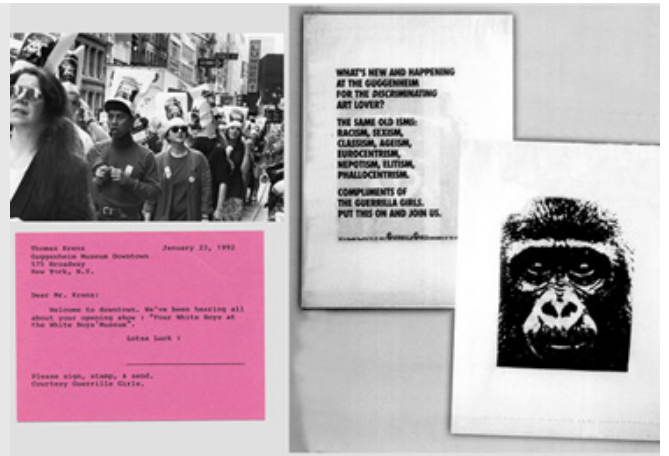 Thomas Krens January 22, 1992
Guggenheim Museum Downtown
575 Broadway
New York, N.Y.
Dear Mr. Krens:
Welcome to downtown. We've been hearing all
about your opening show : "Four White Boys at
the White Boys' Museum".
Lotsa Luck !
Please sign, stamp, & send.
Courtesy Guerrilla Girls.
WHAT'S NEW AND HAPPENING
AT THE GUGGENHEIM
FOR THE DISCRIMINATING
ART LOVER?
THE SAME OLD ISMS:
RACISM, SEXISM,
CLASSISM, AGEISM,
EUROCENTRISM,
NEPOTISM, ELITISM,
PHALLOCENTRISM.
COMPLIMENTS OF
THE GUERRILLA GIRLS.
PUT THIS ON AND JOIN US.